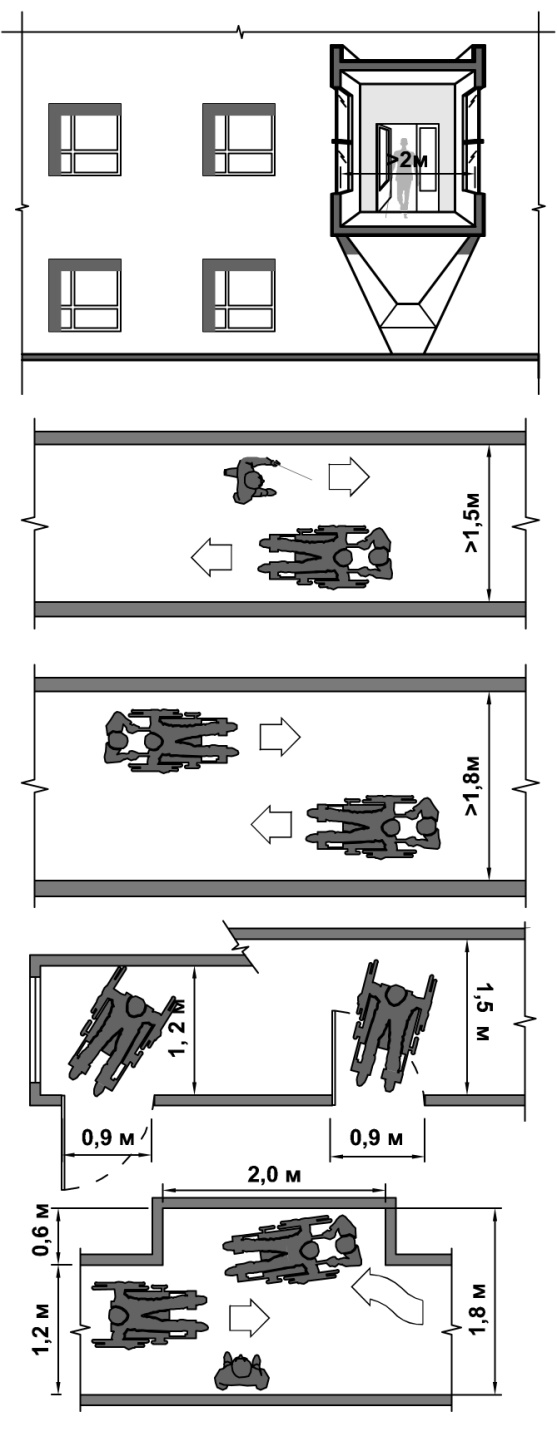 >2м
>1,5м
>1,8м
1,2 м
1,5 м
0,9 м
0,9 м
2,0 м
0,6 м
1,2 м
1,8 м